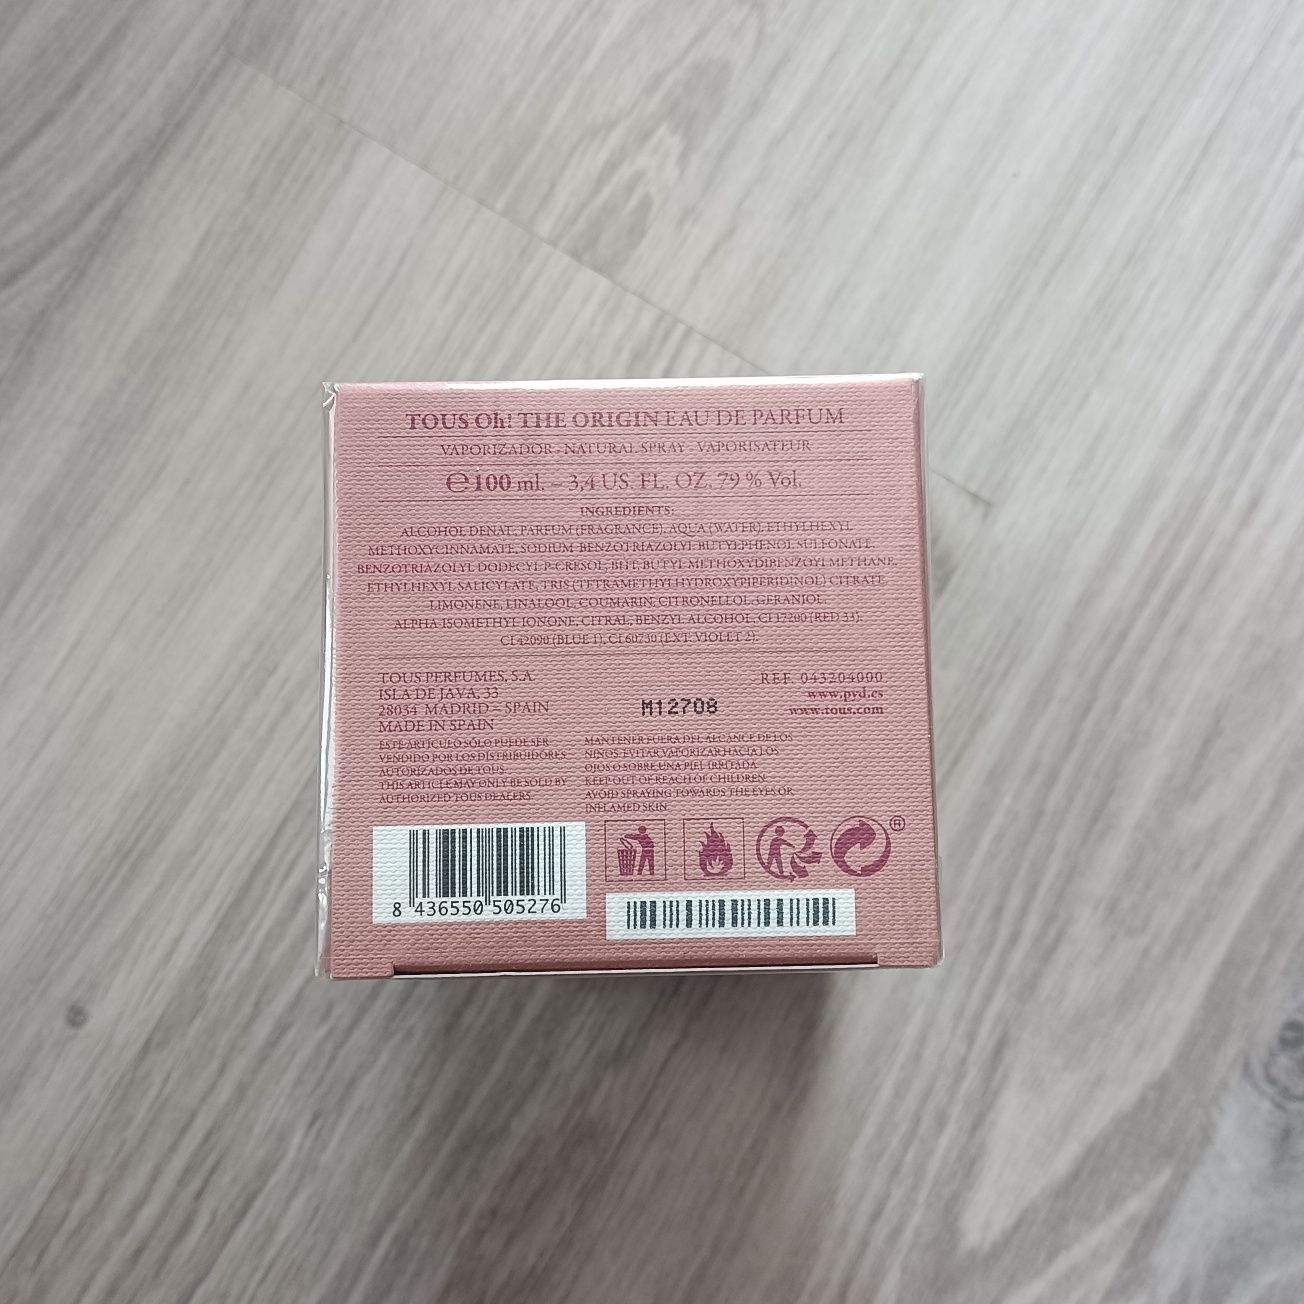 TOUS Oh! THE ORIGIN EAU DE PARFUM
VAPORIZADOR - NATURAL SPRAY - VAPORISATEUR
℮100 ml. – 3,4 US. FL. OZ. 79 % Vol.
INGREDIENTS:
ALCOHOL DENAT., PARFUM (FRAGRANCE), AQUA (WATER), ETHYLHEXYL
METHOXYCINNAMATE, SODIUM BENZOTRIAZOLYL BUTYLPHENOL SULFONATE,
BENZOTRIAZOLYL DODECYL P-CRESOL, BHT, BUTYL METHOXYDIBENZOYLMETHANE,
ETHYLHEXYL SALICYLATE, TRIS (TETRAMETHYLHYDROXYPIPERIDINOL) CITRATE,
LIMONENE, LINALOOL, COUMARIN, CITRONELLOL, GERANIOL,
ALPHA-ISOMETHYL IONONE, CITRAL, BENZYL ALCOHOL, CI 17200 (RED 33),
CI 42090 (BLUE 1), CI 60730 (EXT. VIOLET 2).
TOUS PERFUMES, S.A.
ISLA DE JAVA, 33
28034 MADRID – SPAIN
MADE IN SPAIN
M12708
REF. 043204000
www.pvd.es
www.tous.com
ESTE ARTICULO SÓLO PUEDE SER
VENDIDO POR LOS DISTRIBUIDORES
AUTORIZADOS DE TOUS.
THIS ARTICLE MAY ONLY BE SOLD BY
AUTHORIZED TOUS DEALERS.
MANTENER FUERA DEL ALCANCE DE LOS
NIÑOS. EVITAR VAPORIZAR HACIA LOS
OJOS O SOBRE UNA PIEL IRRITADA.
KEEP OUT OF REACH OF CHILDREN.
AVOID SPRAYING TOWARDS THE EYES OR
INFLAMED SKIN.
®
8 436550 505276